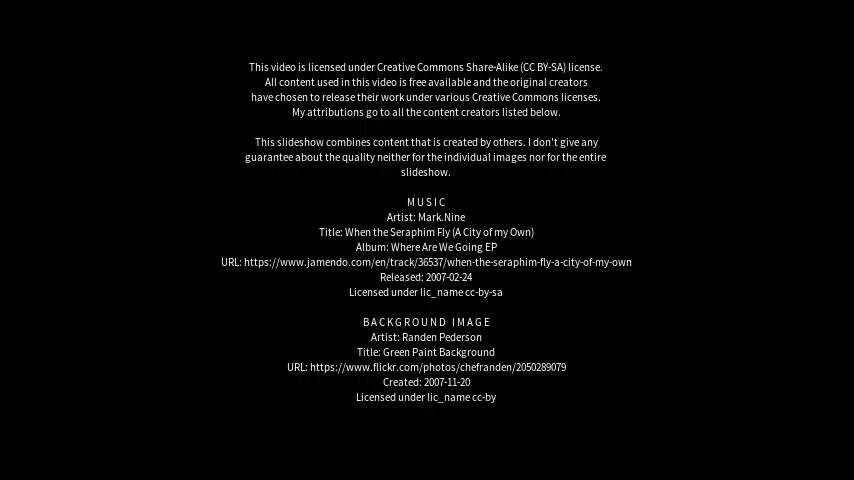 This video is licensed under Creative Commons Share-Alike (CC BY-SA) license.
All content used in this video is free available and the original creators
have chosen to release their work under various Creative Commons licenses.
My attributions go to all the content creators listed below.
This slideshow combines content that is created by others. I don't give any
guarantee about the quality neither for the individual images nor for the entire
slideshow.
MUSIC
Artist: Mark.Nine
Title: When the Seraphim Fly (A City of my Own)
Album: Where Are We Going EP
URL: https://www.jamendo.com/en/track/36537/when-the-seraphim-fly-a-city-of-my-own
Released: 2007-02-24
Licensed under lic_name cc-by-sa
BACKGROUND IMAGE
Artist: Randen Pederson
Title: Green Paint Background
URL: https://www.flickr.com/photos/chefranden/2050289079
Created: 2007-11-20
Licensed under lic_name cc-by